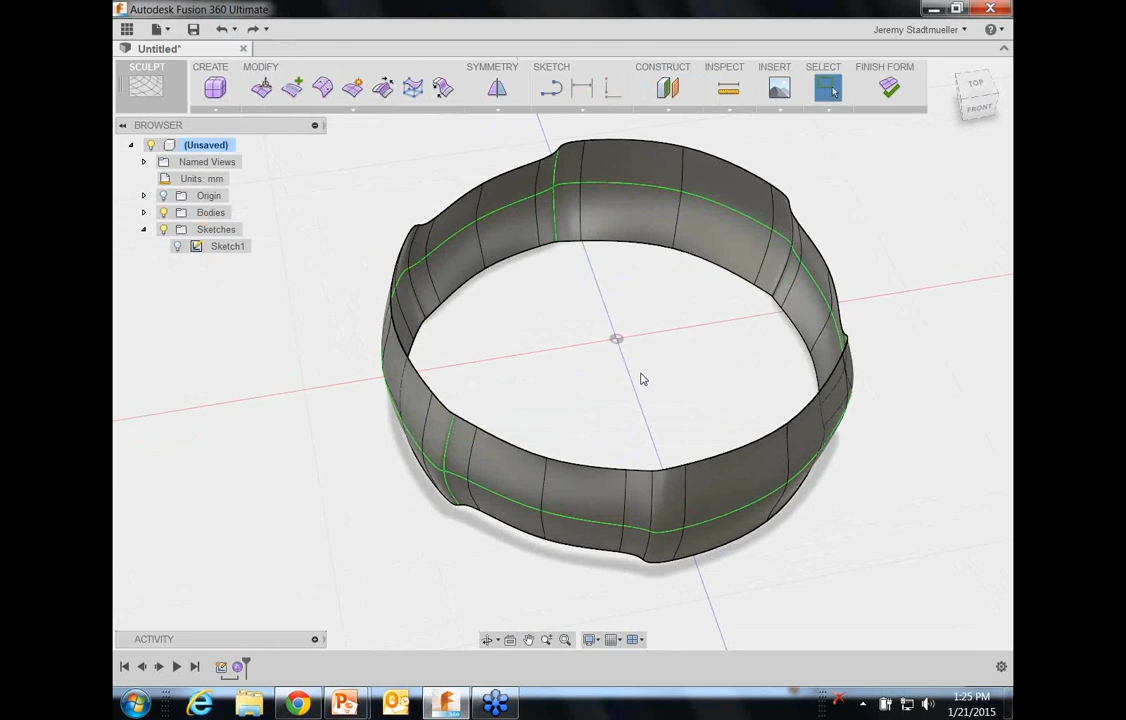 Autodesk Fusion 360 Ultimate
Jeremy Stadtmueller
Untitled*
SCULPT CREATE MODIFY SYMMETRY SKETCH CONSTRUCT INSPECT INSERT SELECT FINISH FORM
TOP
FRONT
BROWSER
(Unsaved)
Named Views
Units: mm
Origin
Bodies
Sketches
Sketch1
ACTIVITY
1:25 PM
1/21/2015